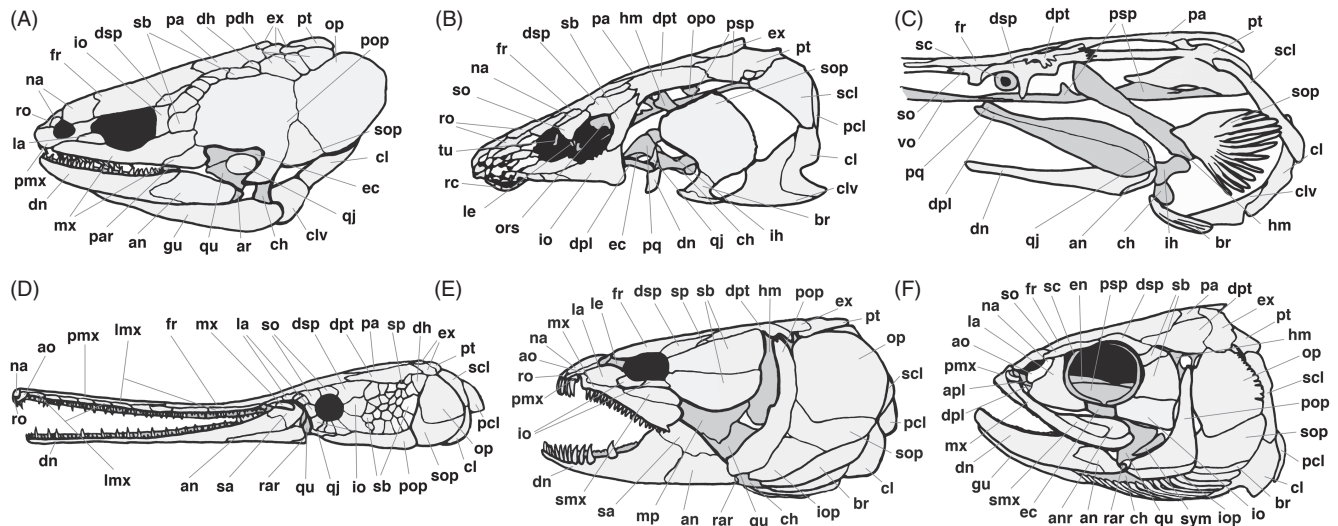 (A)
sb pa dh pdh ex pt op
io dsp pop
fr
na
ro
la
sop
cl
pmx
ec
dn
qj
mx par an gu qu ar ch clv
(B)
sb pa hm dpt opo psp ex
dsp pt
fr sop
na
so scl
ro pcl
tu cl
rc clv
le br
ors io dpl ec pq dn qj ch ih
(C)
fr dsp dpt psp pa pt
sc scl
sop
so
vo cl
pq
clv
dpl
dn qj an ch ih br hm
(D)
lmx fr mx la so dsp dpt pa sp dh ex
pmx pt
ao scl
na
ro pcl
op
dn cl
lmx an sa rar qu qj io sb pop sop
(E)
la le fr dsp sp sb dpt hm pop ex
mx pt
na op
ao
ro scl
pmx
pcl
io
sop
dn cl
smx br
sa mp an rar qu ch iop
(F)
so fr sc en psp dsp sb pa dpt
na ex
la pt
ao hm
pmx op
apl scl
dpl pop
mx sop
dn pcl
gu
smx io
ec anr an rar ch qu sym iop